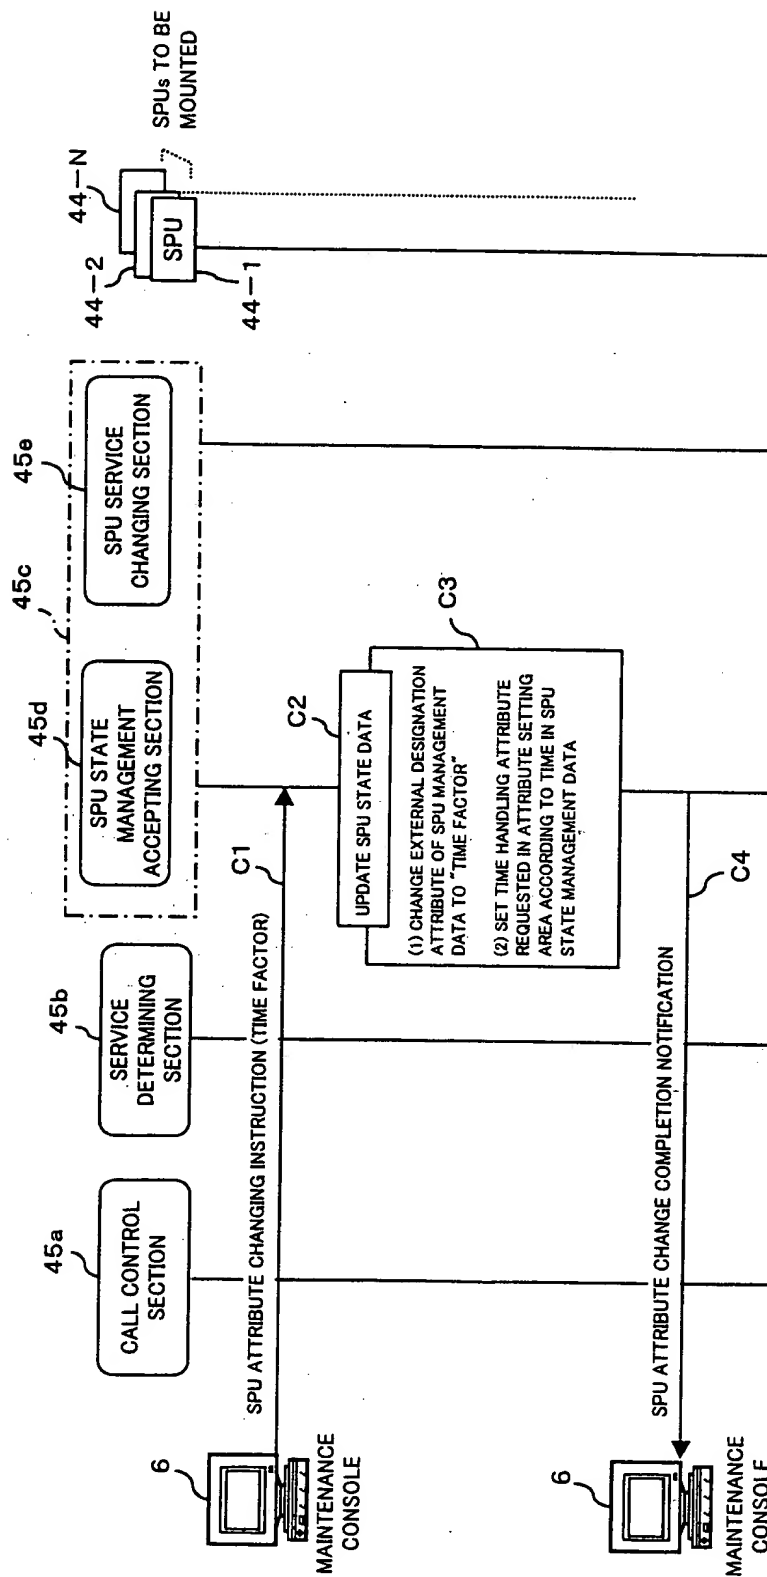 45a
CALL CONTROL
SECTION
45b
SERVICE
DETERMINING
SECTION
45c
45d
SPU STATE
MANAGEMENT
ACCEPTING SECTION
45e
SPU SERVICE
CHANGING SECTION
44-1
44-2
44-N
SPU
SPUs TO BE
MOUNTED
6
MAINTENANCE
CONSOLE
SPU ATTRIBUTE CHANGING INSTRUCTION (TIME FACTOR)
C1
C2
UPDATE SPU STATE DATA
C3
(1) CHANGE EXTERNAL DESIGNATION
ATTRIBUTE OF SPU MANAGEMENT
DATA TO "TIME FACTOR"
(2) SET TIME HANDLING ATTRIBUTE
REQUESTED IN ATTRIBUTE SETTING
AREA ACCORDING TO TIME IN SPU
STATE MANAGEMENT DATA
SPU ATTRIBUTE CHANGE COMPLETION NOTIFICATION
C4
6
MAINTENANCE
CONSOLE